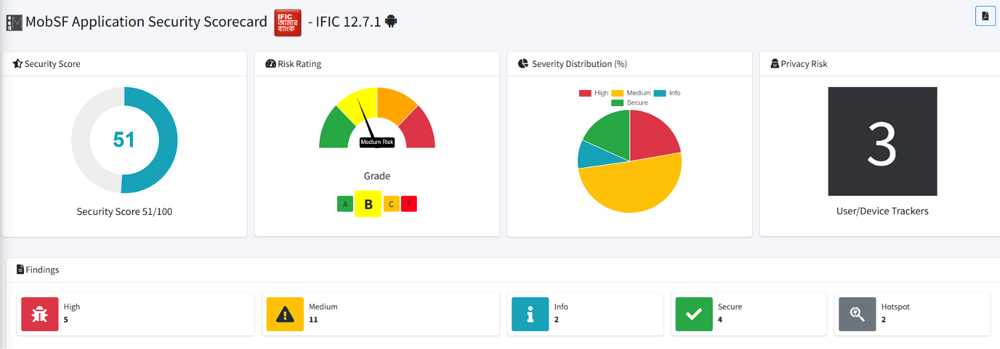 MobSF Application Security Scorecard IFIC আমার ব্যাংক - IFIC 12.7.1
Security Score
51
Security Score 51/100
Risk Rating
Medium Risk
Grade
A B C F
Severity Distribution (%)
High Medium Info
Secure
Privacy Risk
3
User/Device Trackers
Findings
High
5
Medium
11
Info
2
Secure
4
Hotspot
2